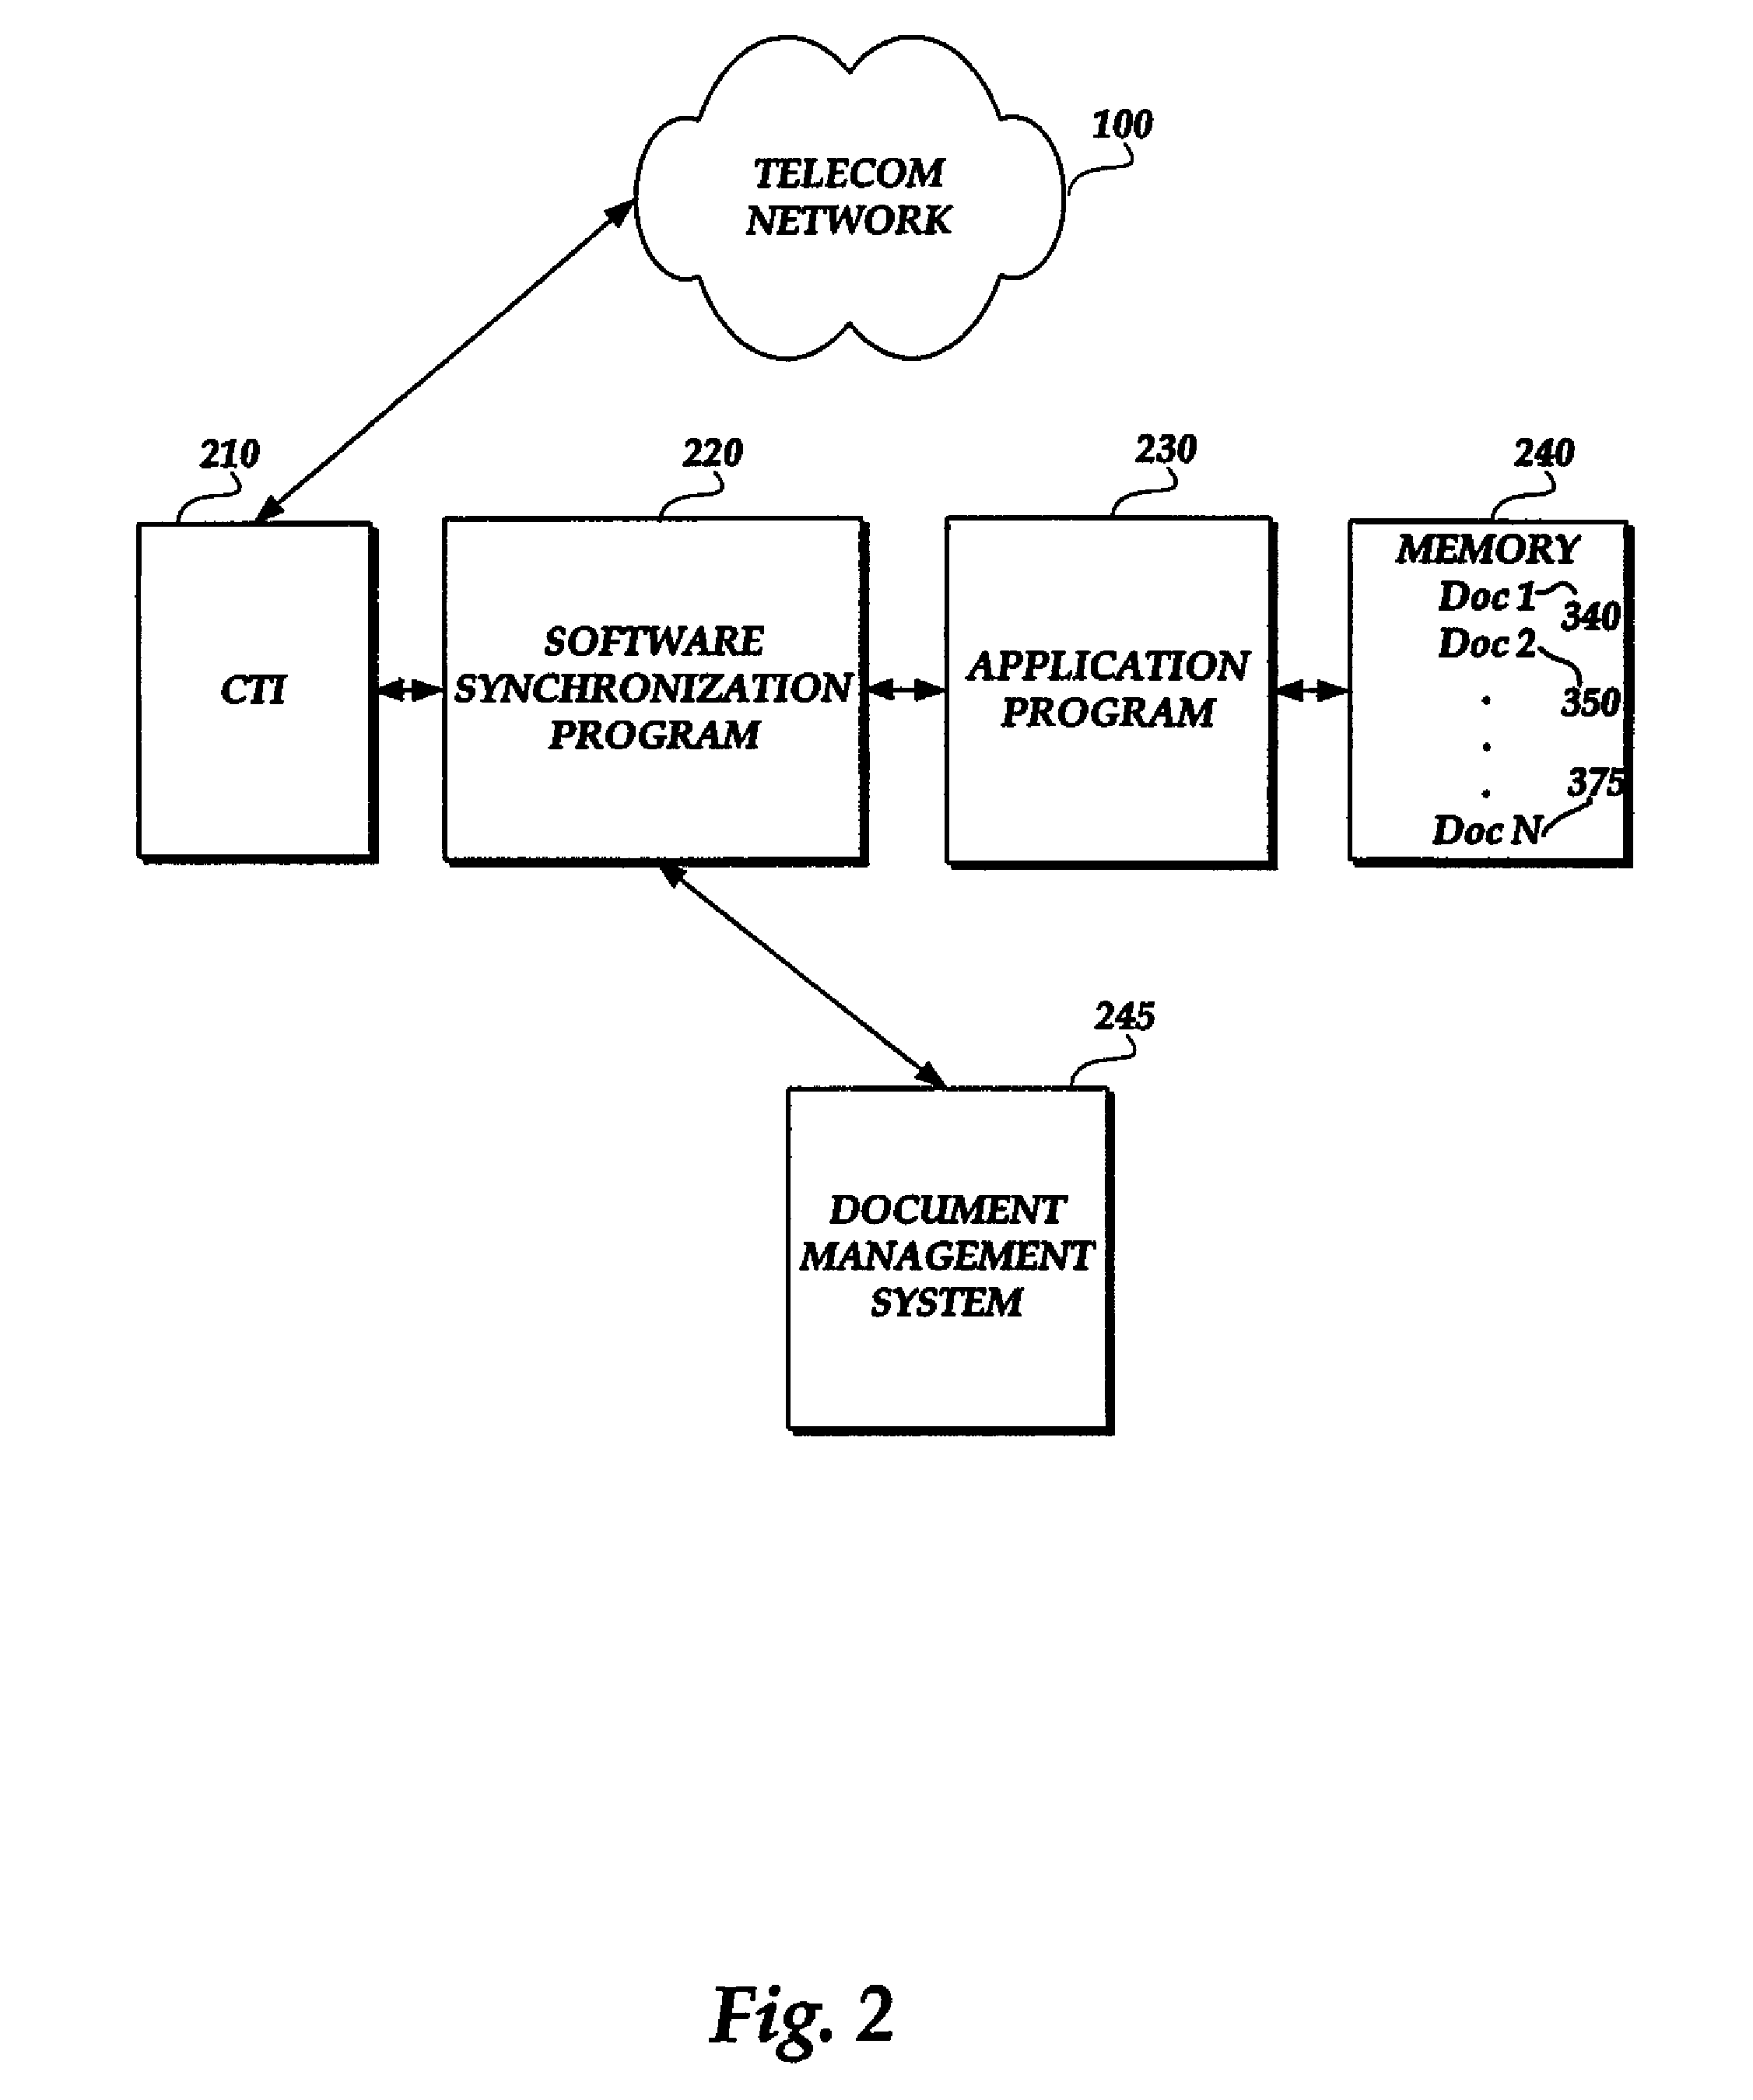 100
TELECOM
NETWORK
210
220
230
240
CTI
SOFTWARE
SYNCHRONIZATION
PROGRAM
APPLICATION
PROGRAM
MEMORY
Doc 1
340
Doc 2
350
.
.
.
375
Doc N
245
DOCUMENT
MANAGEMENT
SYSTEM
Fig. 2